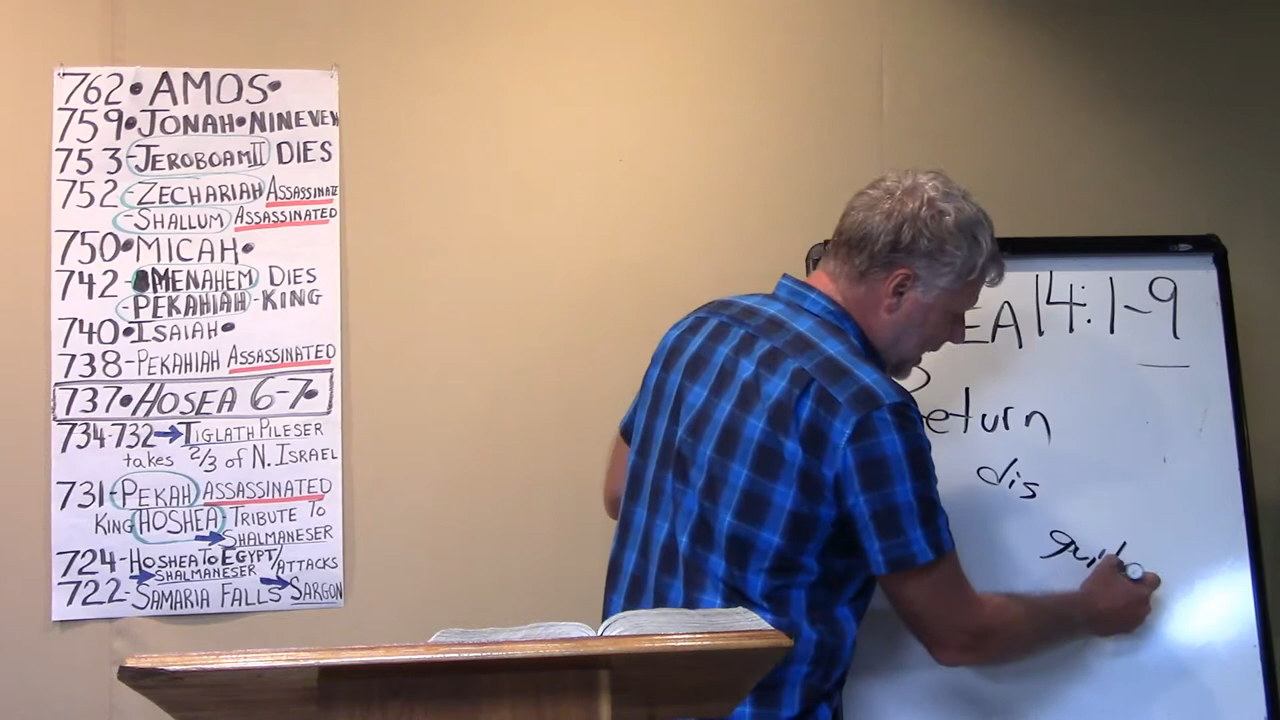 762•AMOS•
759•JONAH•NINEVEH
753-JEROBOAM II DIES
752-ZECHARIAH ASSASSINATE
-SHALLUM ASSASSINATED
750•MICAH•
742-MENAHEM DIES
-PEKAHIAH-KING
740•ISAIAH•
738-PEKAHIAH ASSASSINATED
737•HOSEA 6-7•
734-732→TIGLATH PILESER
takes 2/3 of N. ISRAEL
731-PEKAH ASSASSINATED
KING HOSHEA TRIBUTE TO
→SHALMANESER
724-HOSHEA TO EGYPT/
→SHALMANESER ATTACKS
722-SAMARIA FALLS→SARGON
EA 14:1-9
eturn
dis